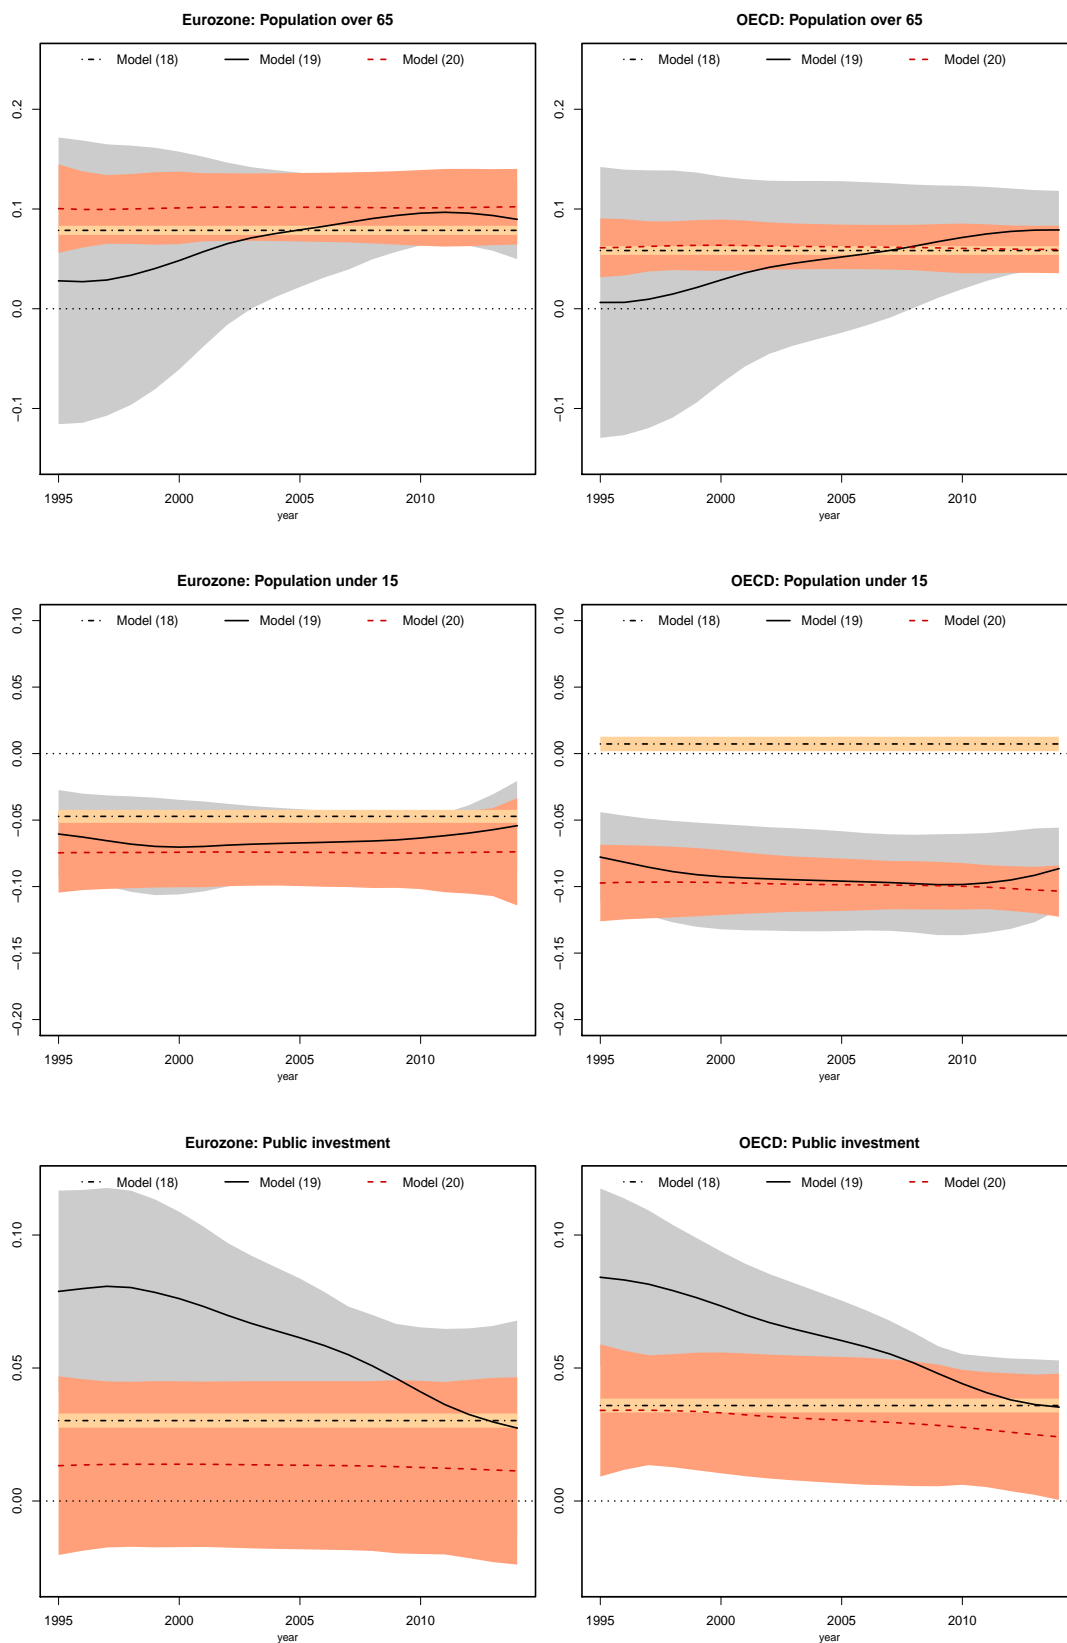 Eurozone: Population over 65
Model (18) Model (19) Model (20)
0.2
0.1
0.0
−0.1
1995 2000 2005 2010
year
OECD: Population over 65
Model (18) Model (19) Model (20)
0.2
0.1
0.0
−0.1
1995 2000 2005 2010
year
Eurozone: Population under 15
Model (18) Model (19) Model (20)
0.10
0.05
0.00
−0.05
−0.10
−0.15
−0.20
1995 2000 2005 2010
year
OECD: Population under 15
Model (18) Model (19) Model (20)
0.10
0.05
0.00
−0.05
−0.10
−0.15
−0.20
1995 2000 2005 2010
year
Eurozone: Public investment
Model (18) Model (19) Model (20)
0.10
0.05
0.00
1995 2000 2005 2010
year
OECD: Public investment
Model (18) Model (19) Model (20)
0.10
0.05
0.00
1995 2000 2005 2010
year